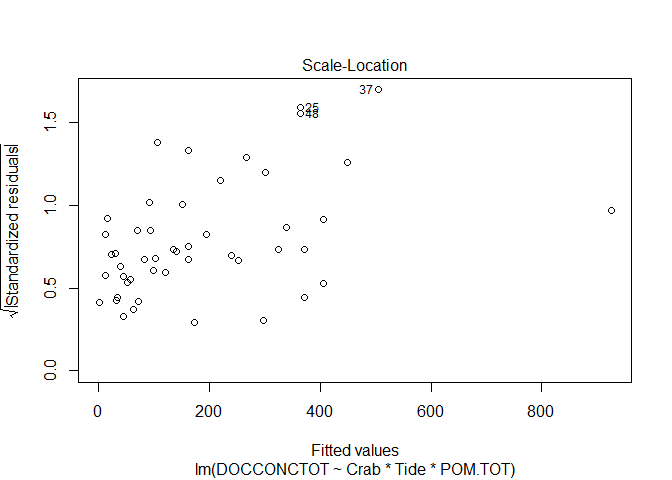 Scale-Location
√|Standardized residuals|
1.5
1.0
0.5
0.0
37
25
48
0 200 400 600 800
Fitted values
lm(DOCCONCTOT ~ Crab * Tide * POM.TOT)